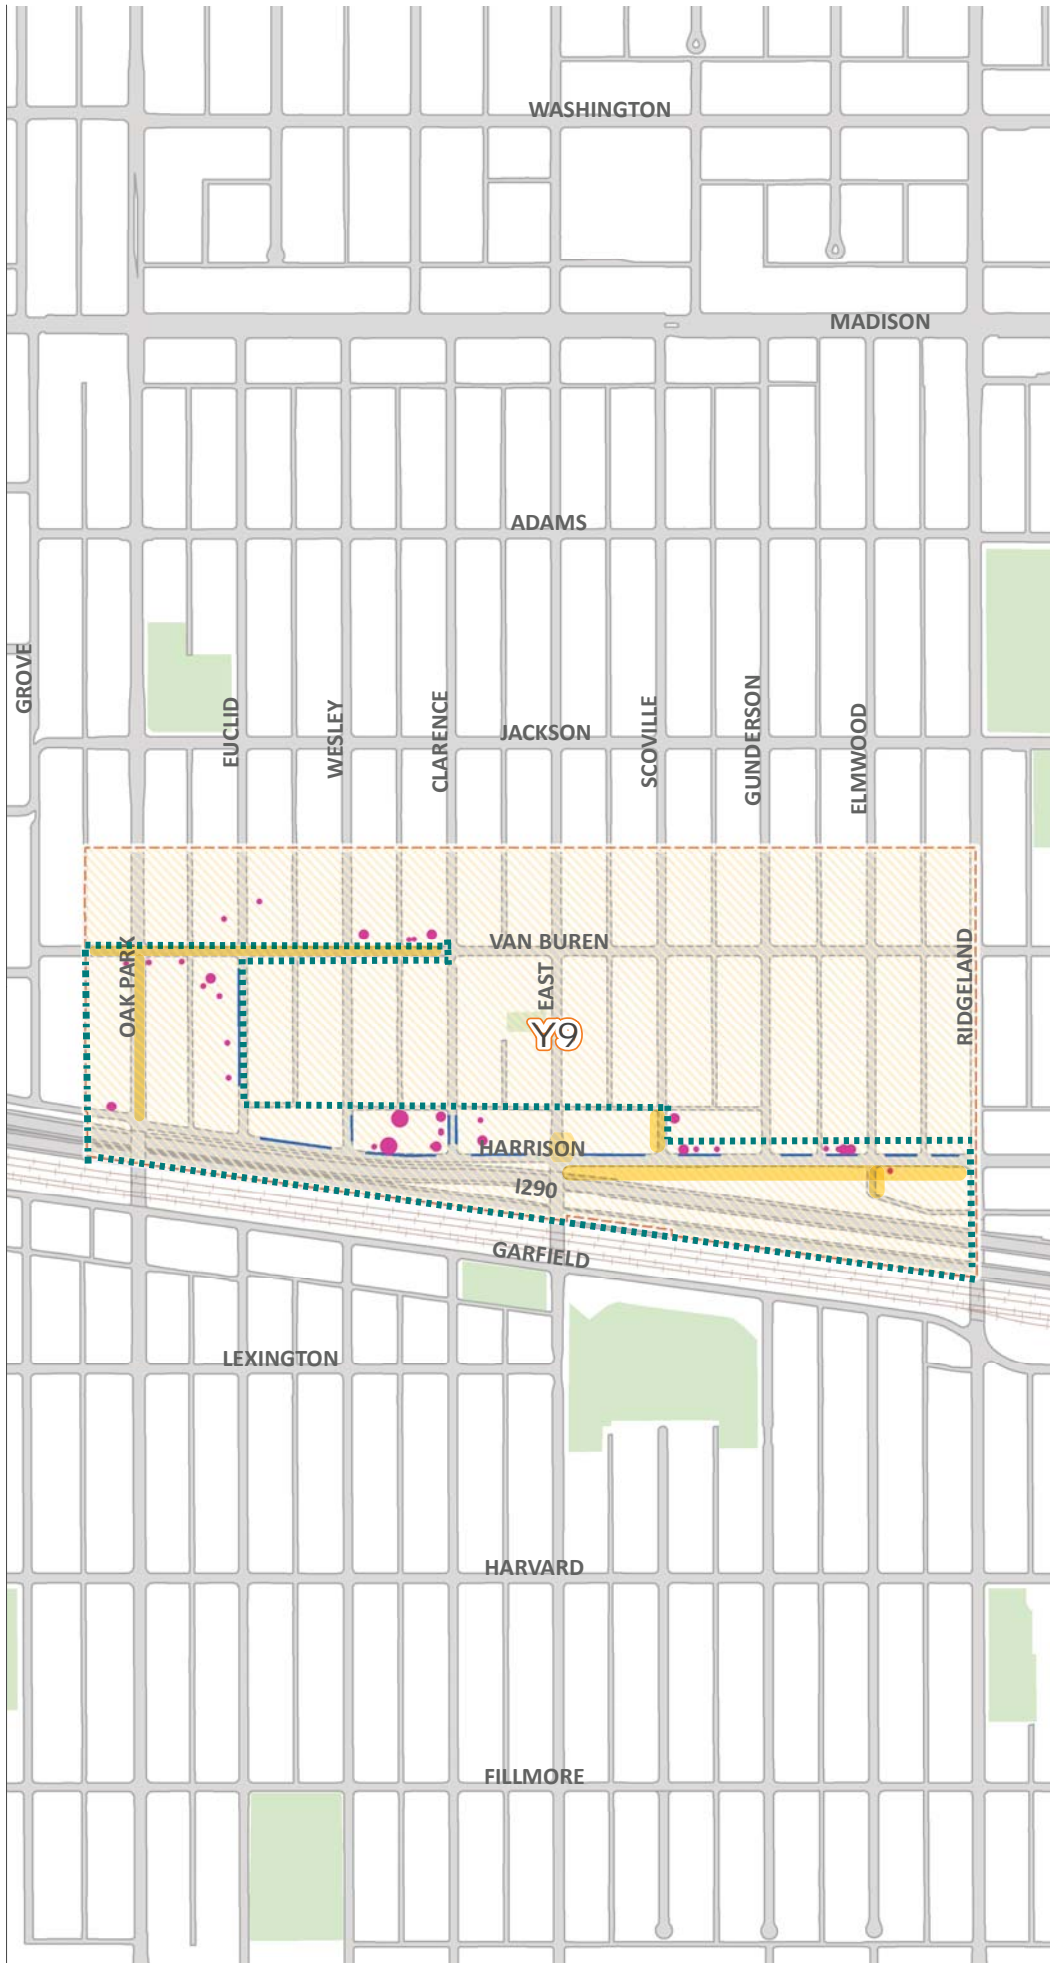 WASHINGTON
MADISON
ADAMS
GROVE
EUCLID
WESLEY
CLARENCE
JACKSON
SCOVILLE
GUNDERSON
ELMWOOD
OAK PARK
VAN BUREN
EAST
RIDGELAND
Y9
HARRISON
I290
GARFIELD
LEXINGTON
HARVARD
FILLMORE